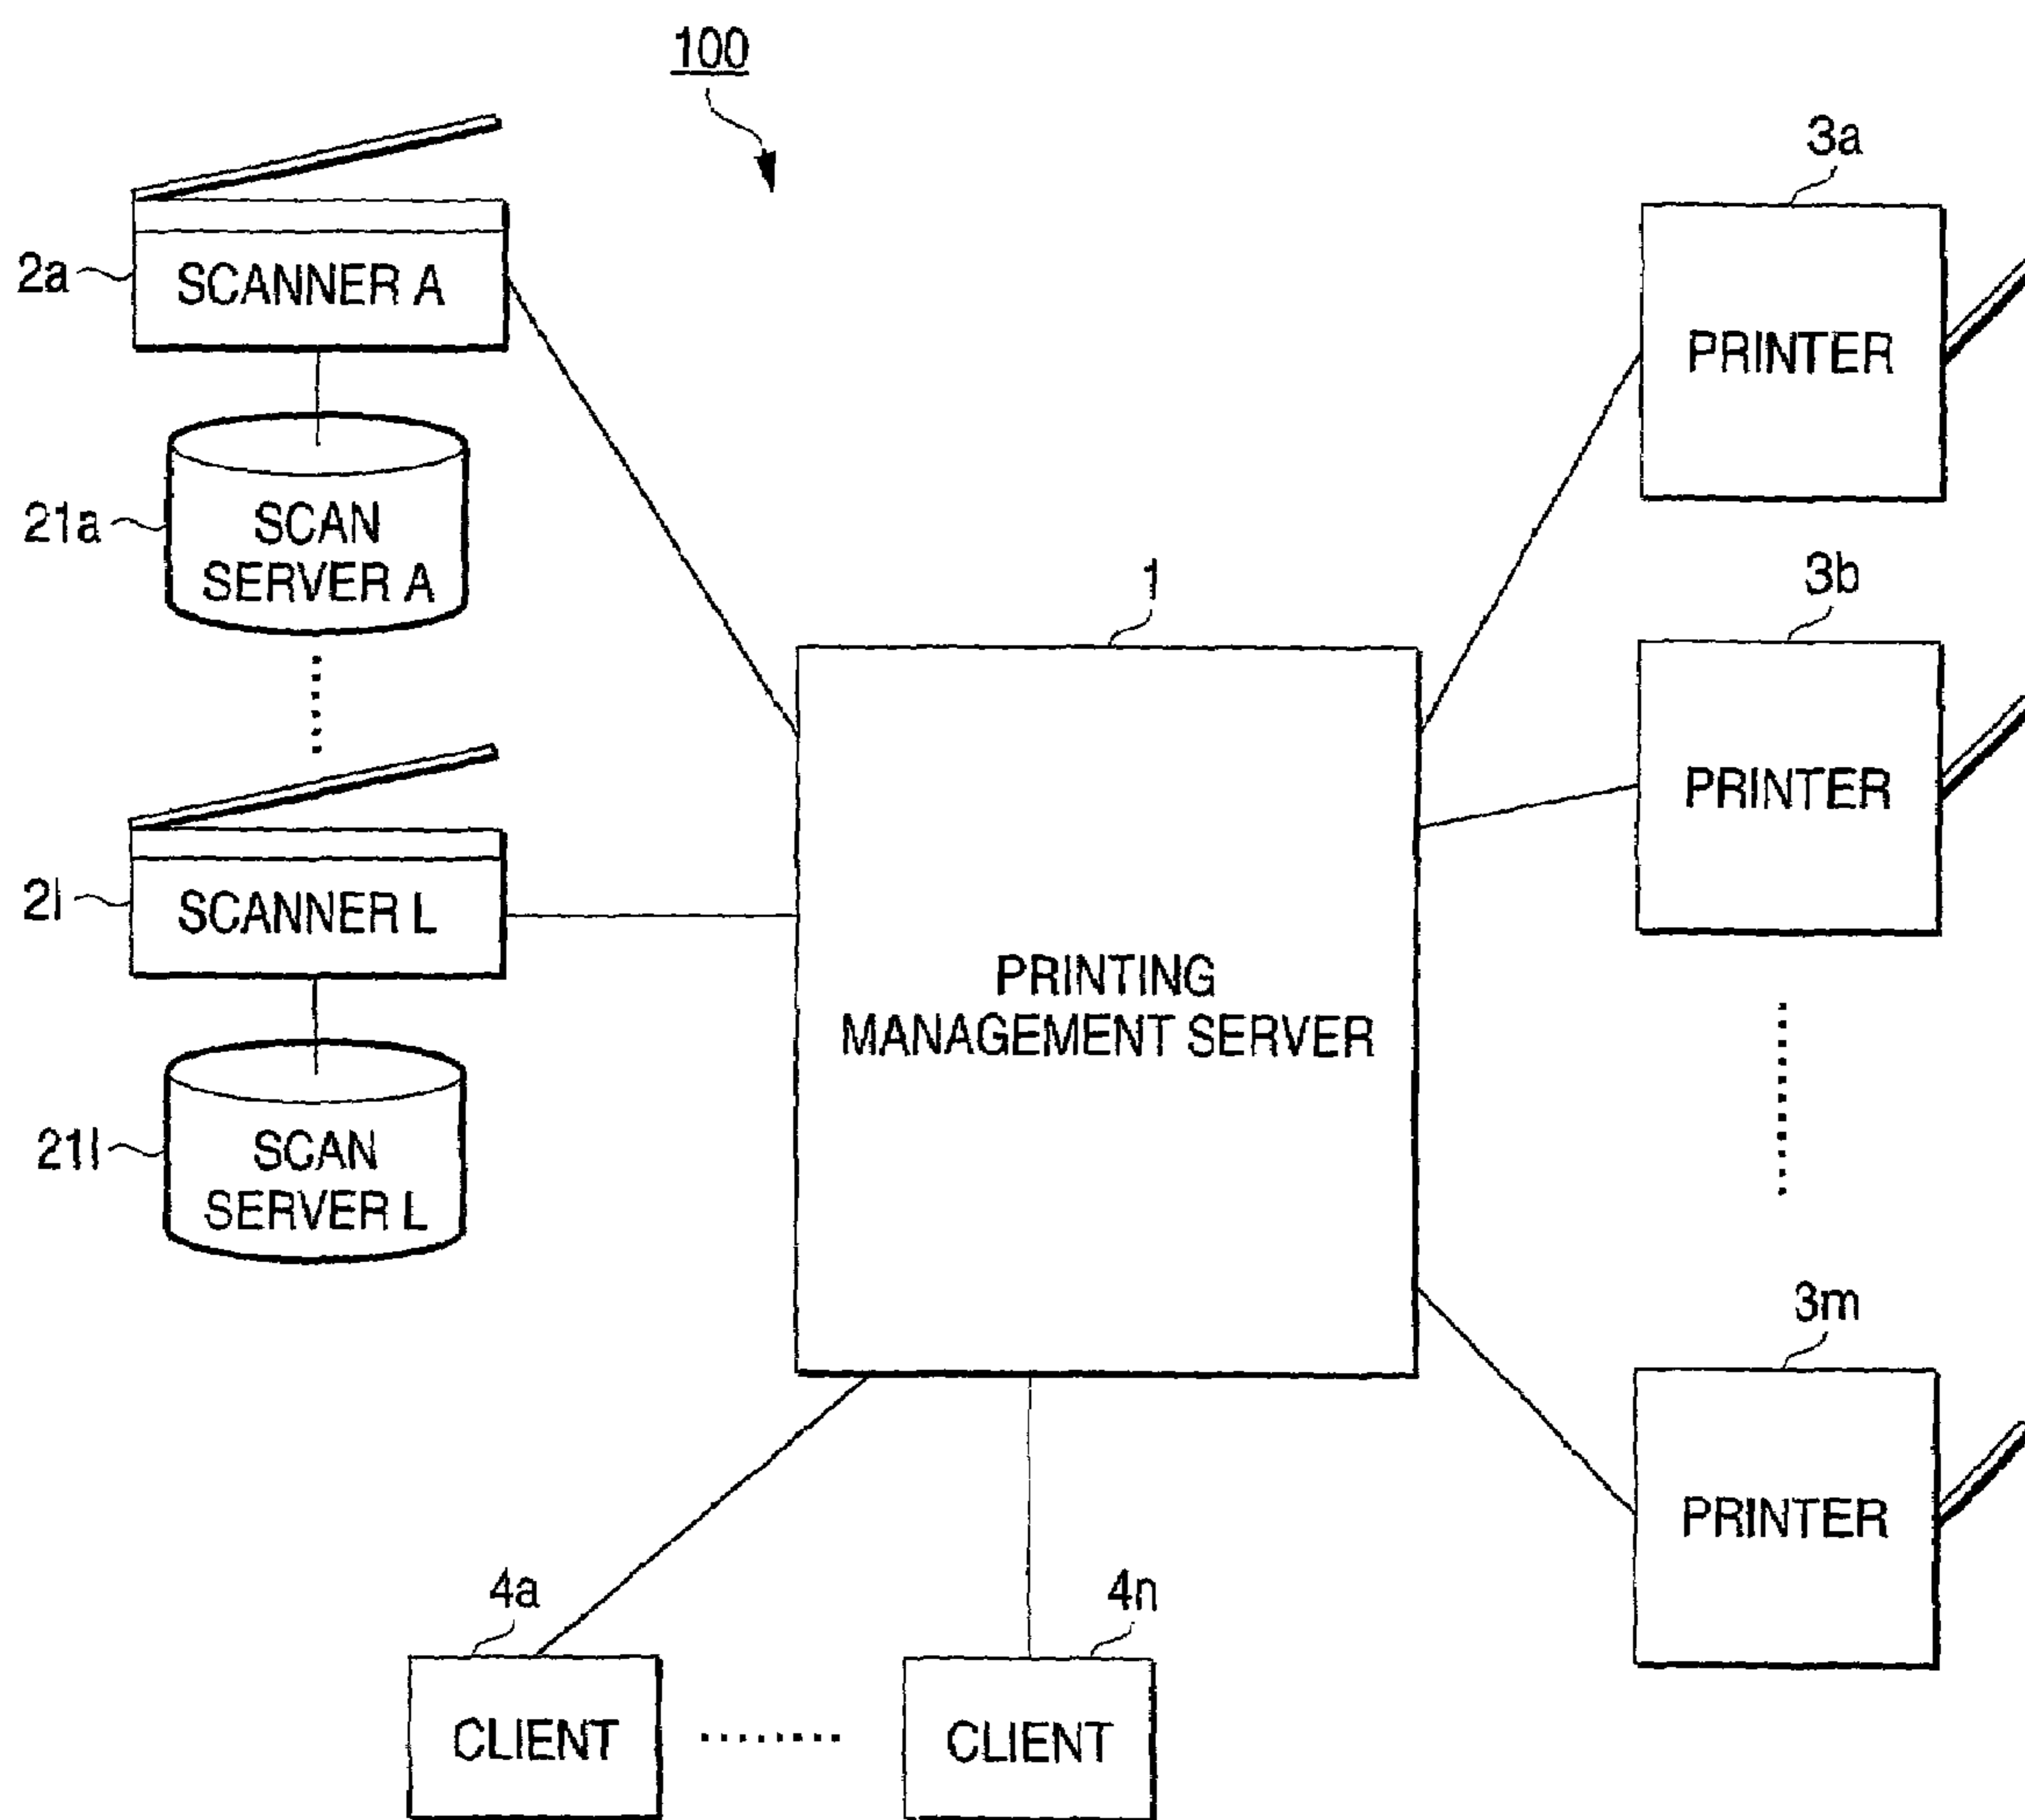 100
2a
SCANNER A
21a
SCAN
SERVER A
2l
SCANNER L
21l
SCAN
SERVER L
1
PRINTING
MANAGEMENT SERVER
3a
PRINTER
3b
PRINTER
3m
PRINTER
4a
CLIENT
4n
CLIENT